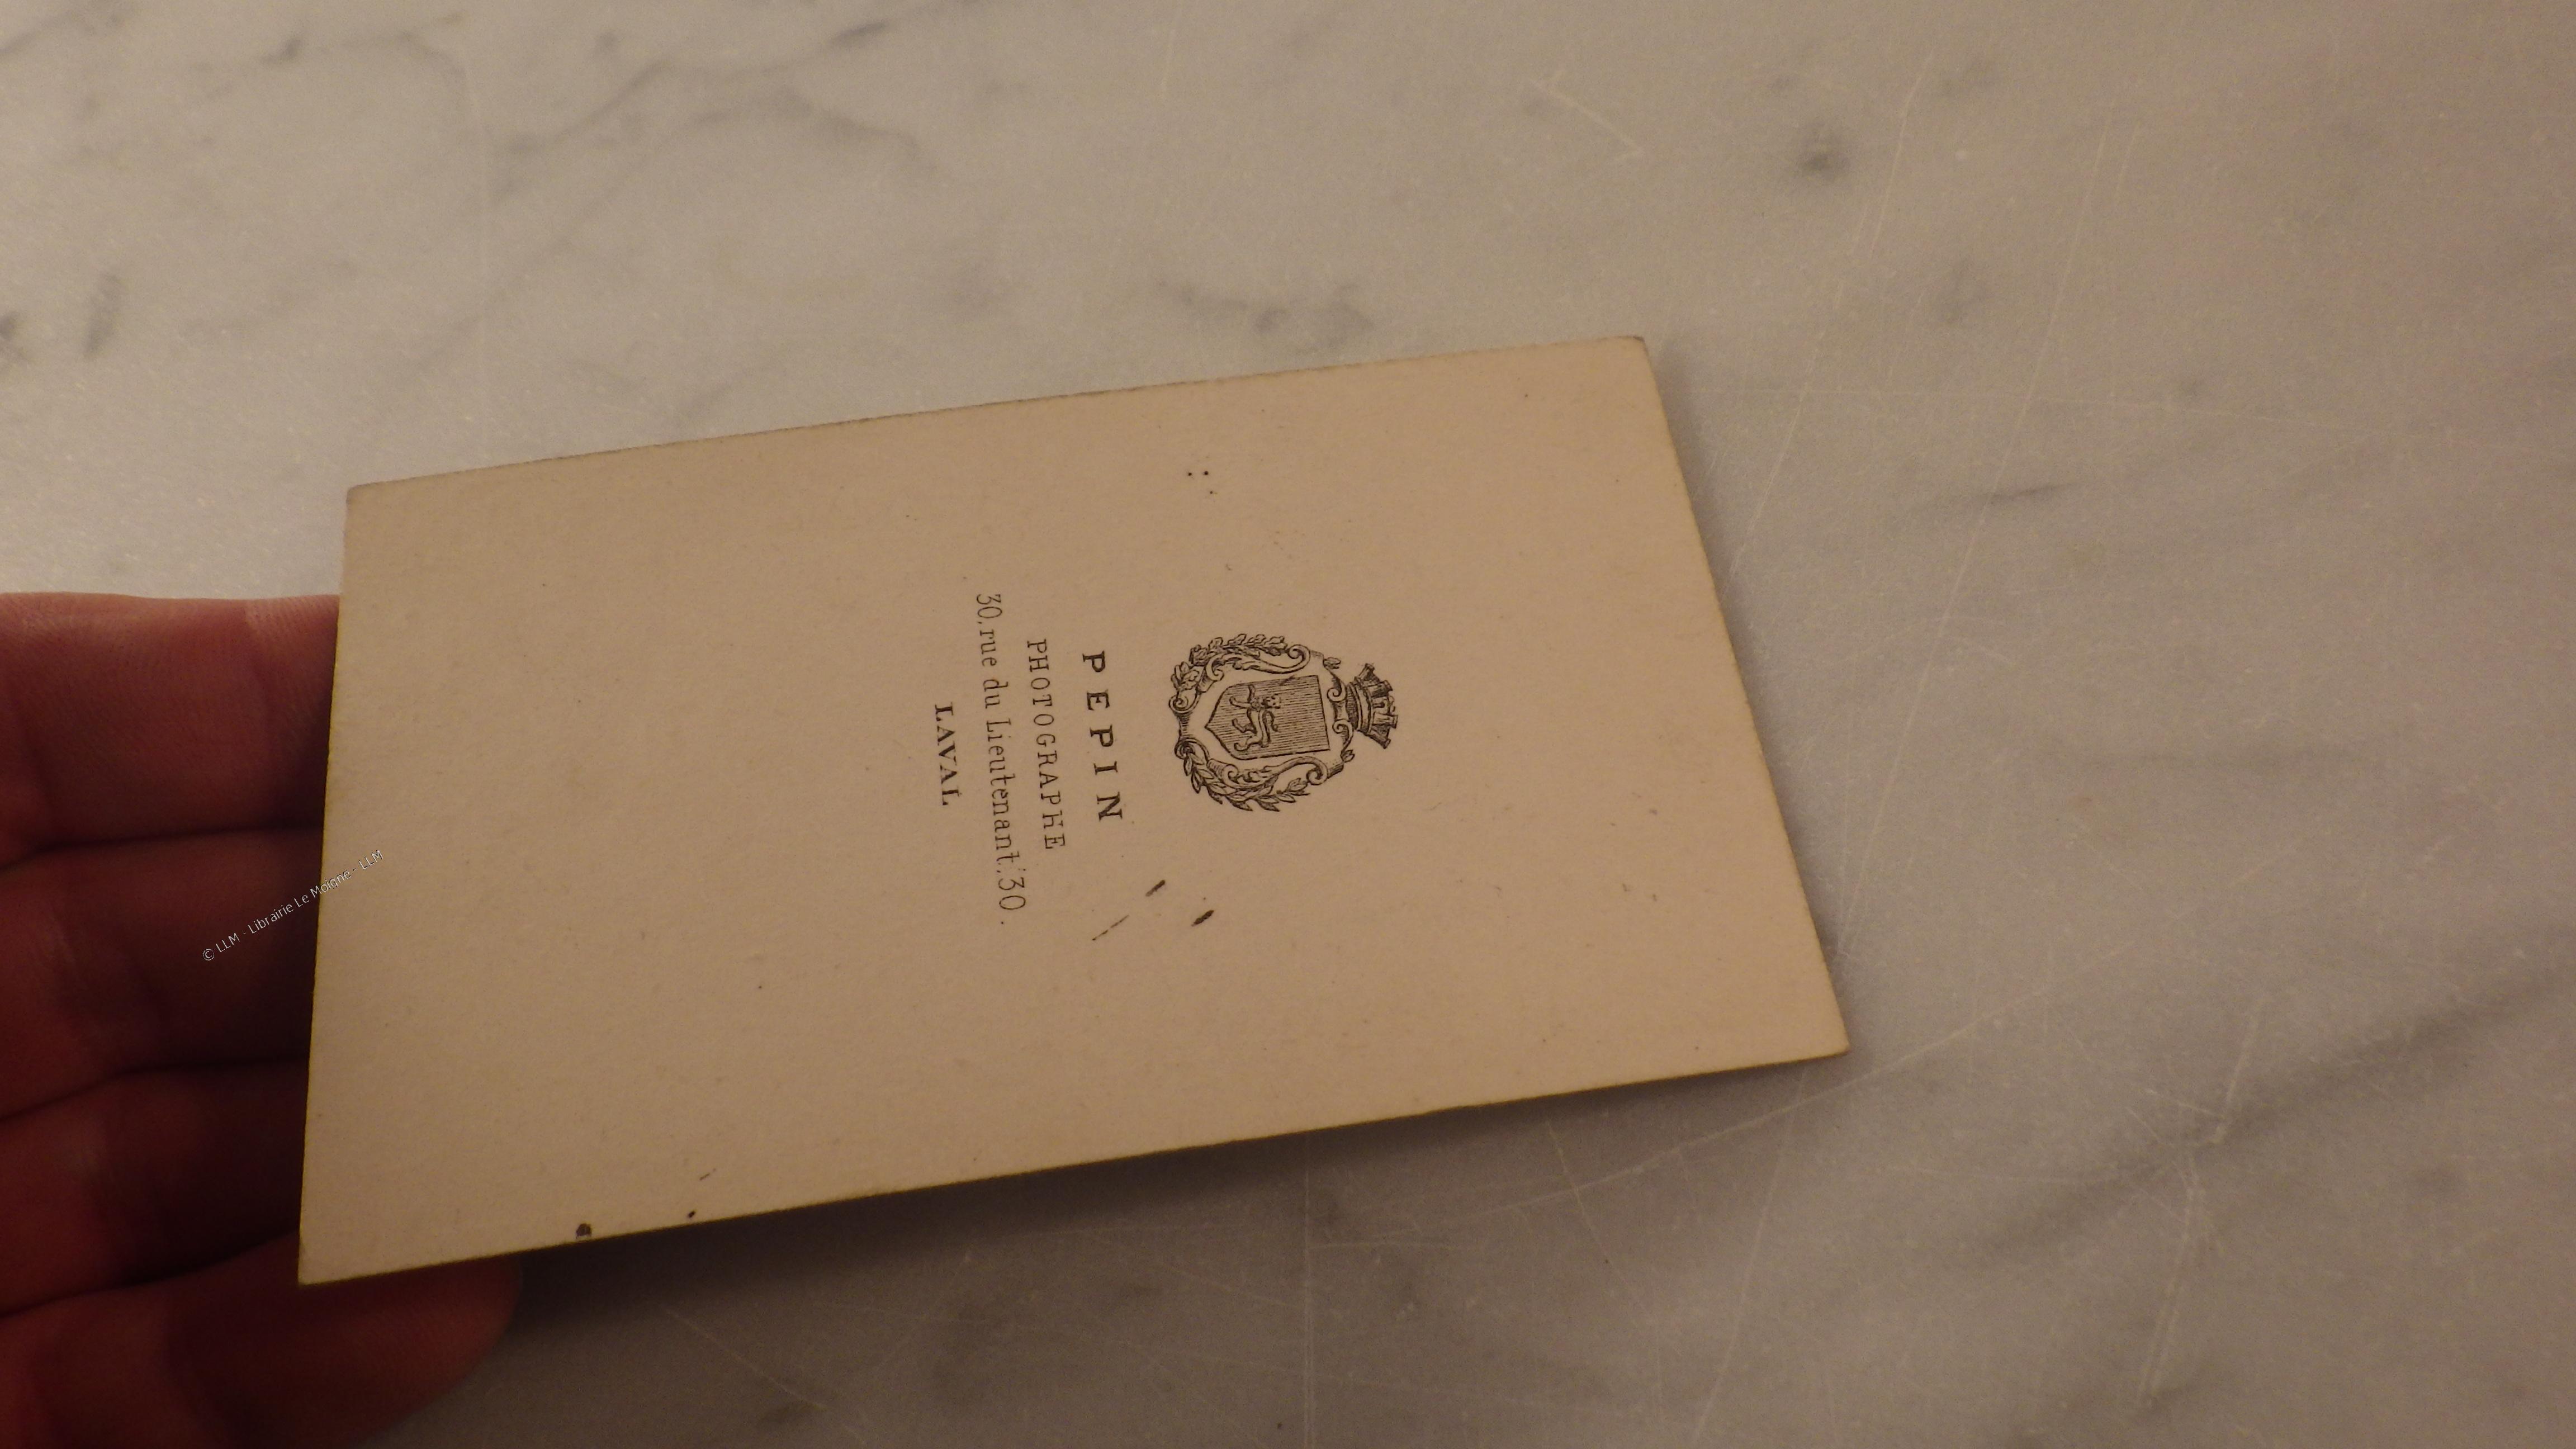 PEPIN
PHOTOGRAPHE
30, rue du Lieutenant, 30.
LAVAL
© LLM - Librairie Le Moigne - LLM